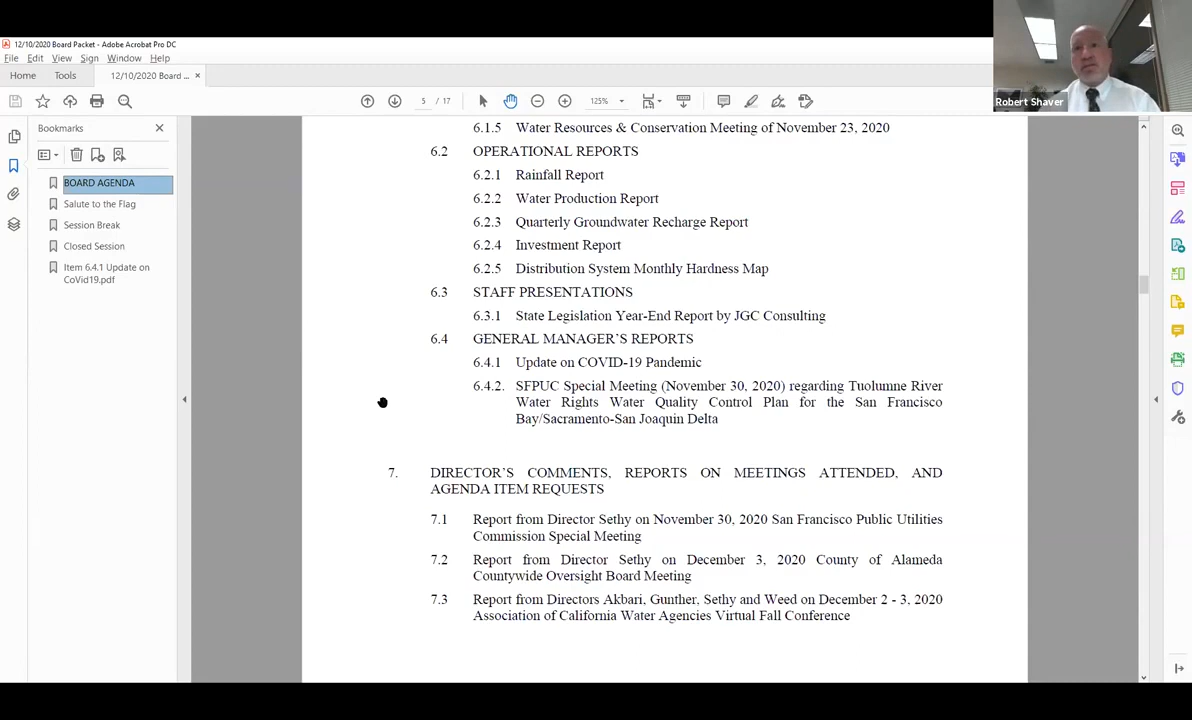 12/10/2020 Board Packet - Adobe Acrobat Pro DC
File Edit View Sign Window Help
Home Tools 12/10/2020 Board ... ×
5 / 17 125%
Robert Shaver
Bookmarks
BOARD AGENDA
Salute to the Flag
Session Break
Closed Session
Item 6.4.1 Update on
CoVid19.pdf
6.1.5 Water Resources & Conservation Meeting of November 23, 2020
6.2 OPERATIONAL REPORTS
6.2.1 Rainfall Report
6.2.2 Water Production Report
6.2.3 Quarterly Groundwater Recharge Report
6.2.4 Investment Report
6.2.5 Distribution System Monthly Hardness Map
6.3 STAFF PRESENTATIONS
6.3.1 State Legislation Year-End Report by JGC Consulting
6.4 GENERAL MANAGER'S REPORTS
6.4.1 Update on COVID-19 Pandemic
6.4.2. SFPUC Special Meeting (November 30, 2020) regarding Tuolumne River
Water Rights Water Quality Control Plan for the San Francisco
Bay/Sacramento-San Joaquin Delta
7. DIRECTOR'S COMMENTS, REPORTS ON MEETINGS ATTENDED, AND
AGENDA ITEM REQUESTS
7.1 Report from Director Sethy on November 30, 2020 San Francisco Public Utilities
Commission Special Meeting
7.2 Report from Director Sethy on December 3, 2020 County of Alameda
Countywide Oversight Board Meeting
7.3 Report from Directors Akbari, Gunther, Sethy and Weed on December 2 - 3, 2020
Association of California Water Agencies Virtual Fall Conference